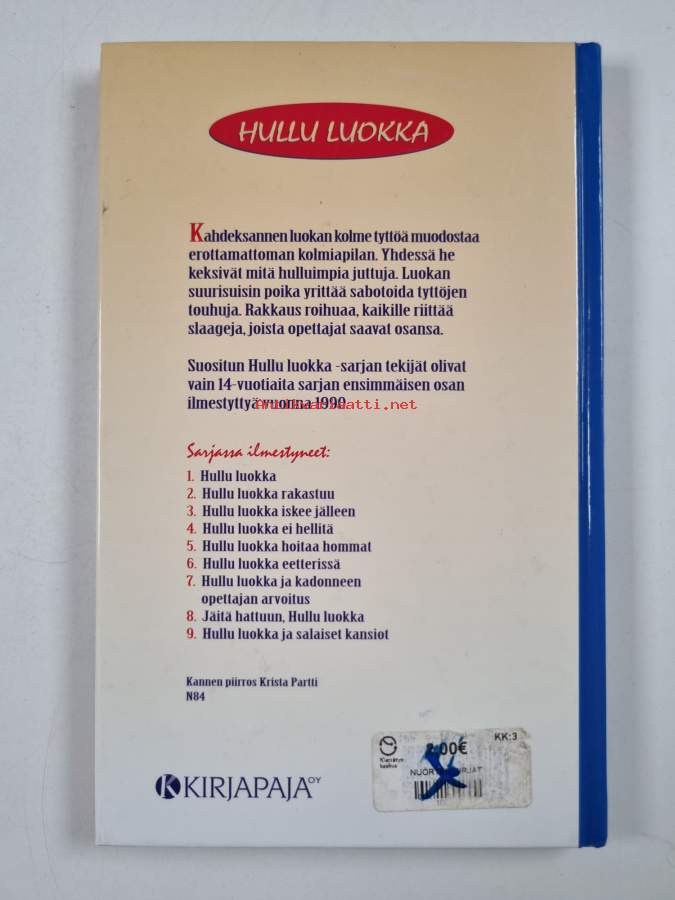 HULLU LUOKKA
Kahdeksannen luokan kolme tyttöä muodostaa
erottamattoman kolmiapilan. Yhdessä he
keksivät mitä hulluimpia juttuja. Luokan
suurisuisin poika yrittää sabotoida tyttöjen
touhuja. Rakkaus roihuaa, kaikille riittää
slaageja, joista opettajat saavat osansa.
Suositun Hullu luokka -sarjan tekijät olivat
vain 14-vuotiaita sarjan ensimmäisen osan
ilmestyttyä vuonna 1999
Sarjassa ilmestyneet:
1. Hullu luokka
2. Hullu luokka rakastuu
3. Hullu luokka iskee jälleen
4. Hullu luokka ei hellitä
5. Hullu luokka hoitaa hommat
6. Hullu luokka eetterissä
7. Hullu luokka ja kadonneen
opettajan arvoitus
8. Jäitä hattuun, Hullu luokka
9. Hullu luokka ja salaiset kansiot
Kannen piirros Krista Partti
N84
KIRJAPAJA OY
Kierrätyskeskus
.00€
KK:3